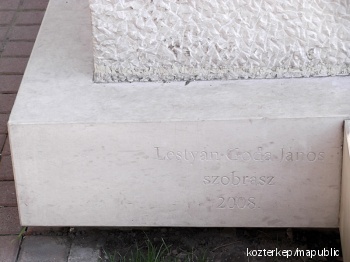 Lestyán Goda János
szobrász
2008
kozterkep/mapublic